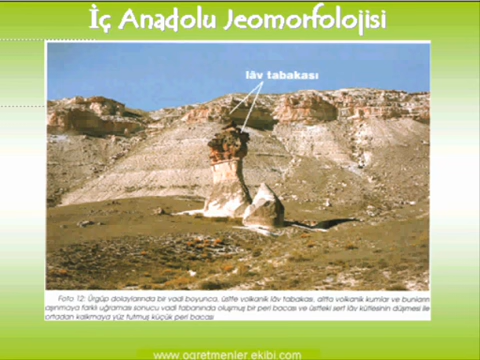 İç Anadolu Jeomorfolojisi
lâv tabakası
Foto 12: Ürgüp dolaylarında bir vadi boyunca, üstte volkanik lâv tabakası, altta volkanik kumlar ve bunların
aşınmaya farklı uğraması sonucu vadi tabanında oluşmuş bir peri bacası ve üstteki sert lâv kütlesinin düşmesi ile
ortadan kalkmaya yüz tutmuş küçük peri bacası
www.ogretmenler.ekibi.com